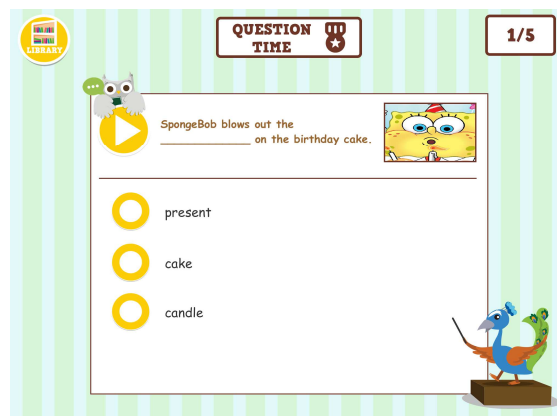 LIBRARY
QUESTION
TIME
1/5
SpongeBob blows out the
______________ on the birthday cake.
present
cake
candle